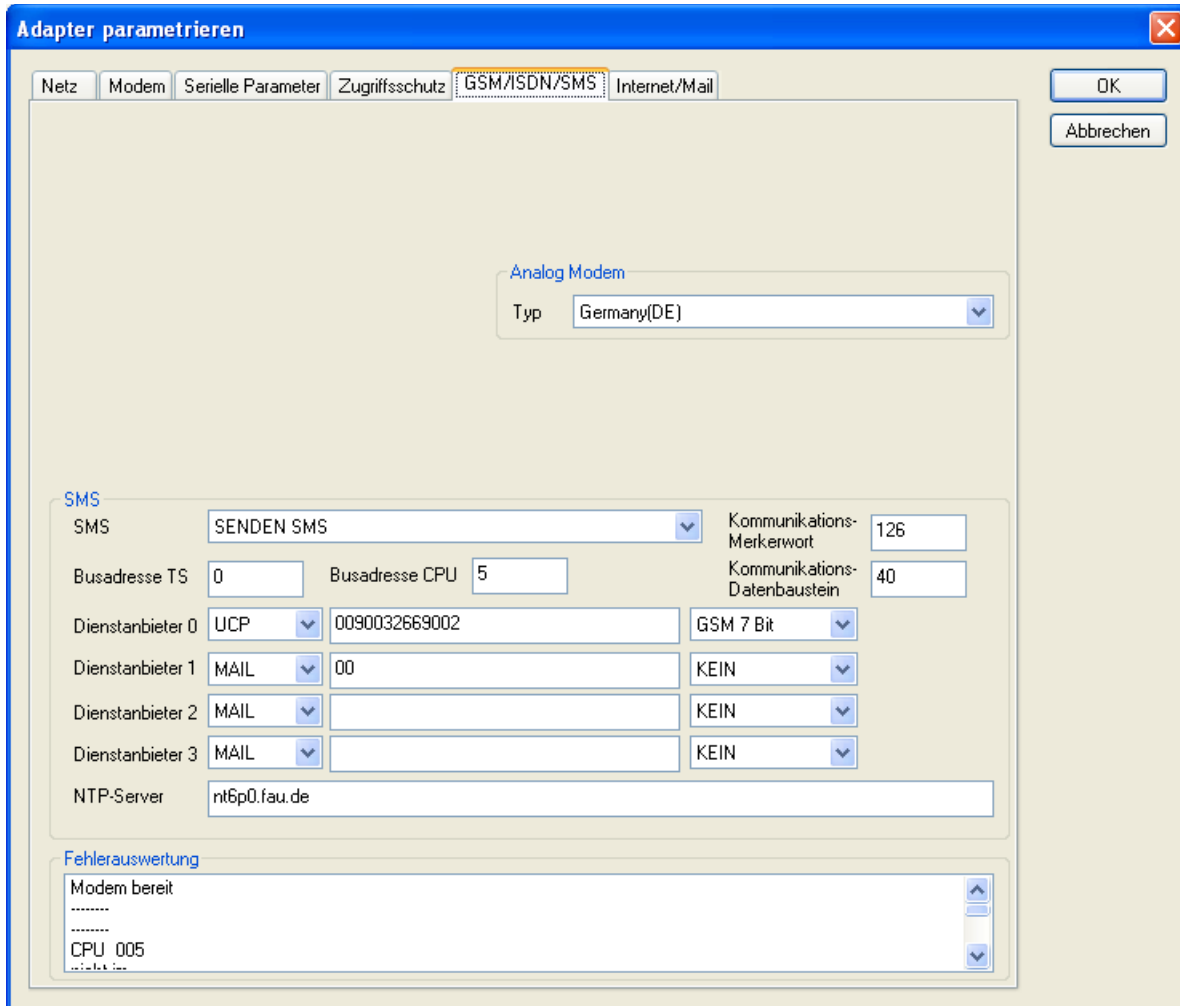 Adapter parametrieren
Netz Modem Serielle Parameter Zugriffsschutz GSM/ISDN/SMS Internet/Mail
OK
Abbrechen
Analog Modem
Typ Germany(DE)
SMS
SMS SENDEN SMS Kommunikations-
Merkerwort 126
Busadresse TS 0 Busadresse CPU 5 Kommunikations-
Datenbaustein 40
Dienstanbieter 0 UCP 0090032669002 GSM 7 Bit
Dienstanbieter 1 MAIL 00 KEIN
Dienstanbieter 2 MAIL KEIN
Dienstanbieter 3 MAIL KEIN
NTP-Server nt6p0.fau.de
Fehlerauswertung
Modem bereit
--------
--------
CPU 005